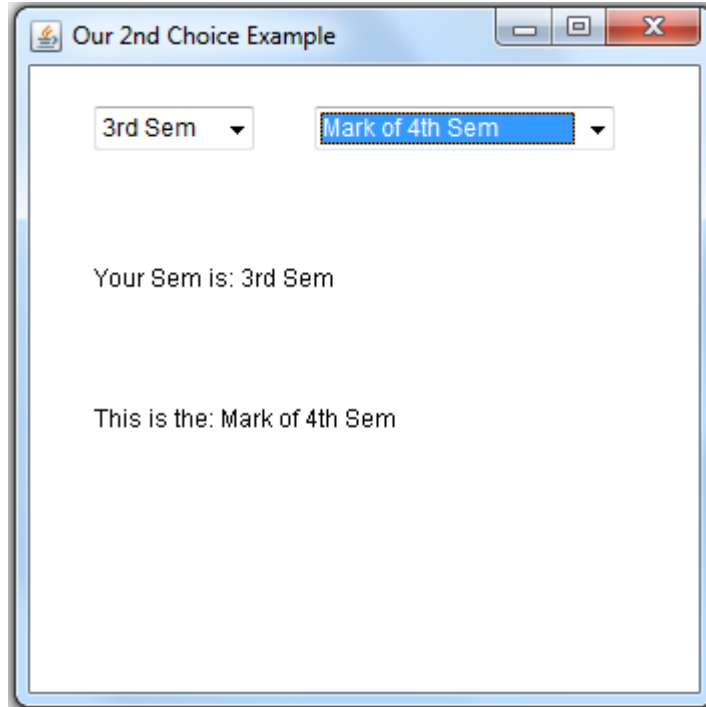 Our 2nd Choice Example
3rd Sem Mark of 4th Sem
Your Sem is: 3rd Sem
This is the: Mark of 4th Sem